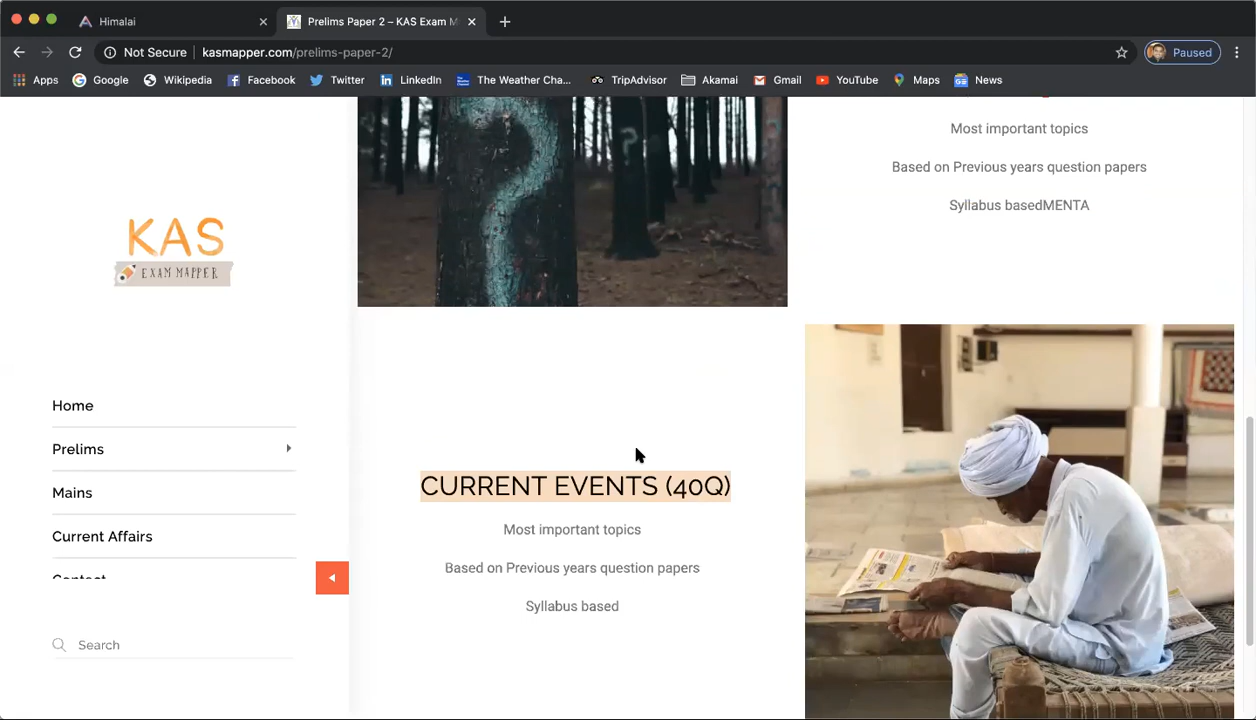 Himalai
Prelims Paper 2 – KAS Exam M
Not Secure
kasmapper.com/prelims-paper-2/
Paused
Apps
Google
Wikipedia
Facebook
Twitter
LinkedIn
The Weather Cha...
TripAdvisor
Akamai
Gmail
YouTube
Maps
News
KAS
EXAM MAPPER
Home
Prelims
Mains
Current Affairs
Contact
Search
Most important topics
Based on Previous years question papers
Syllabus basedMENTA
CURRENT EVENTS (40Q)
Most important topics
Based on Previous years question papers
Syllabus based